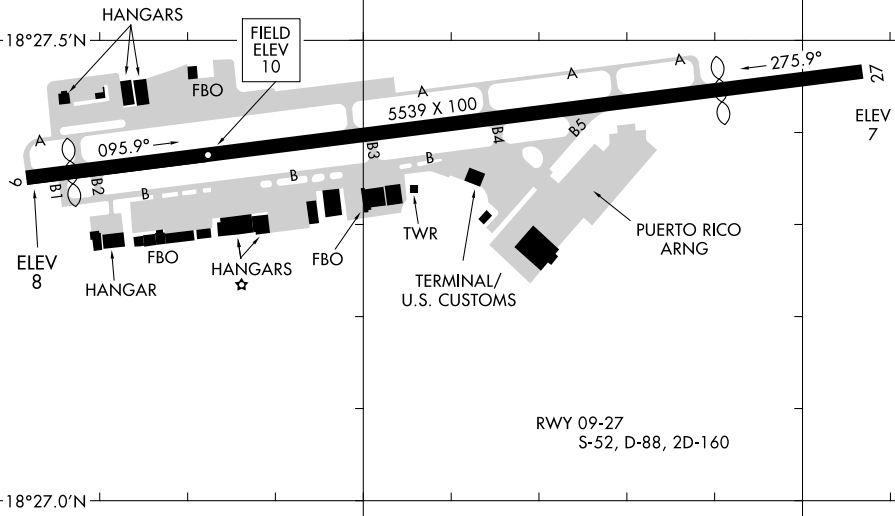 HANGARS
18°27.5'N
FIELD
ELEV
10
FBO
A
A
A
275.9°
27
5539 X 100
ELEV
7
A
095.9°
B3
B4
B5
B
9
B1
B2
B
B
ELEV
8
HANGAR
FBO
HANGARS
FBO
TWR
TERMINAL/
U.S. CUSTOMS
PUERTO RICO
ARNG
RWY 09-27
S-52, D-88, 2D-160
18°27.0'N